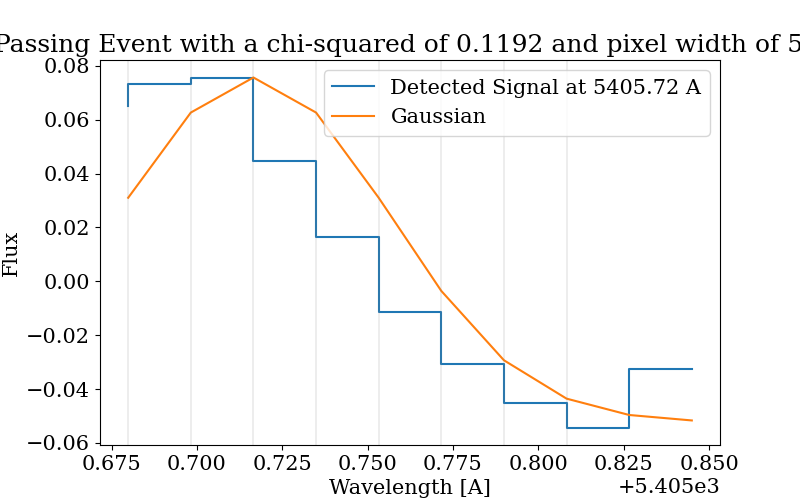 Passing Event with a chi-squared of 0.1192 and pixel width of 5
Detected Signal at 5405.72 A
Gaussian
Flux
0.08
0.06
0.04
0.02
0.00
−0.02
−0.04
−0.06
0.675 0.700 0.725 0.750 0.775 0.800 0.825 0.850
+5.405e3
Wavelength [A]